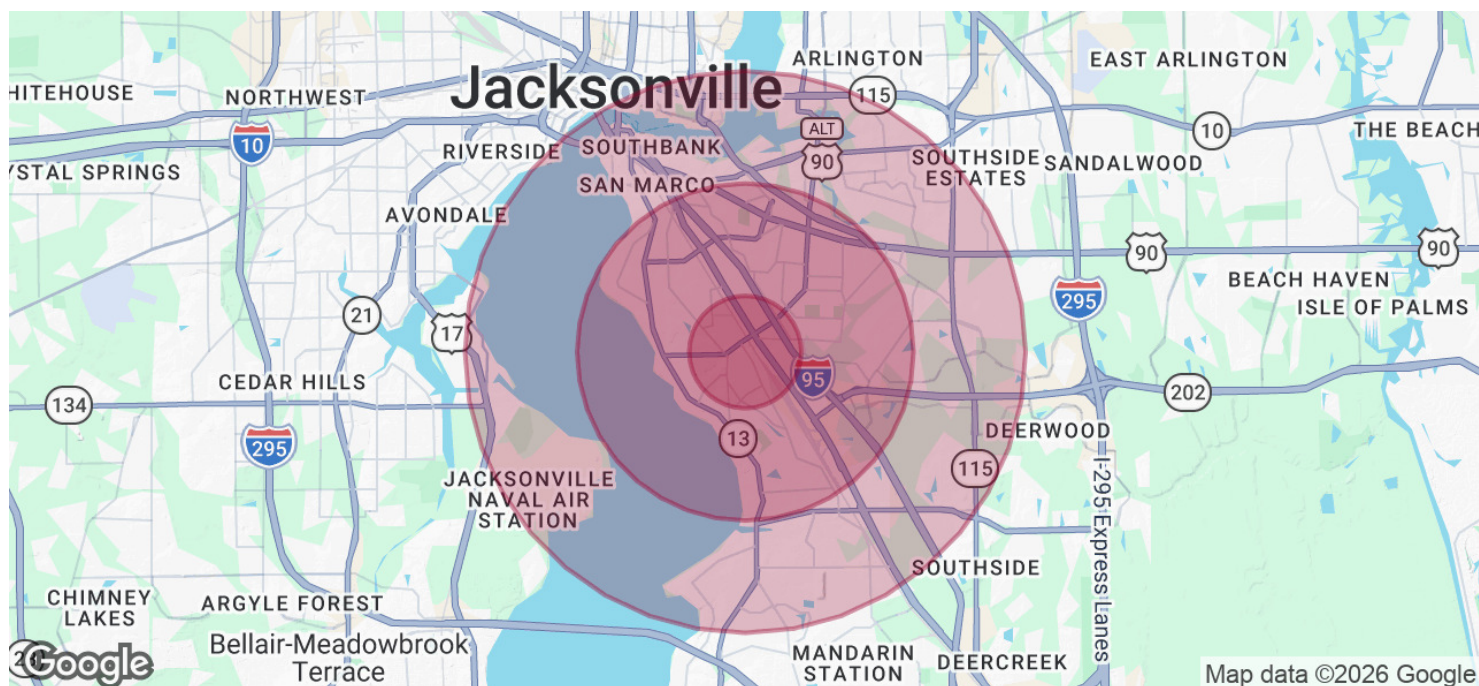 ARLINGTON
EAST ARLINGTON
HITEHOUSE
NORTHWEST
Jacksonville
115
10
ALT
90
10
THE BEACH
RIVERSIDE
SOUTHBANK
SOUTHSIDE
ESTATES
SANDALWOOD
YSTAL SPRINGS
SAN MARCO
AVONDALE
90
90
BEACH HAVEN
ISLE OF PALMS
295
21
17
CEDAR HILLS
95
202
134
295
13
DEERWOOD
115
JACKSONVILLE
NAVAL AIR
STATION
I-295 Express Lanes
SOUTHSIDE
CHIMNEY
LAKES
ARGYLE FOREST
Bellair-Meadowbrook
Terrace
MANDARIN
STATION
DEERCREEK
Google
Map data ©2026 Google